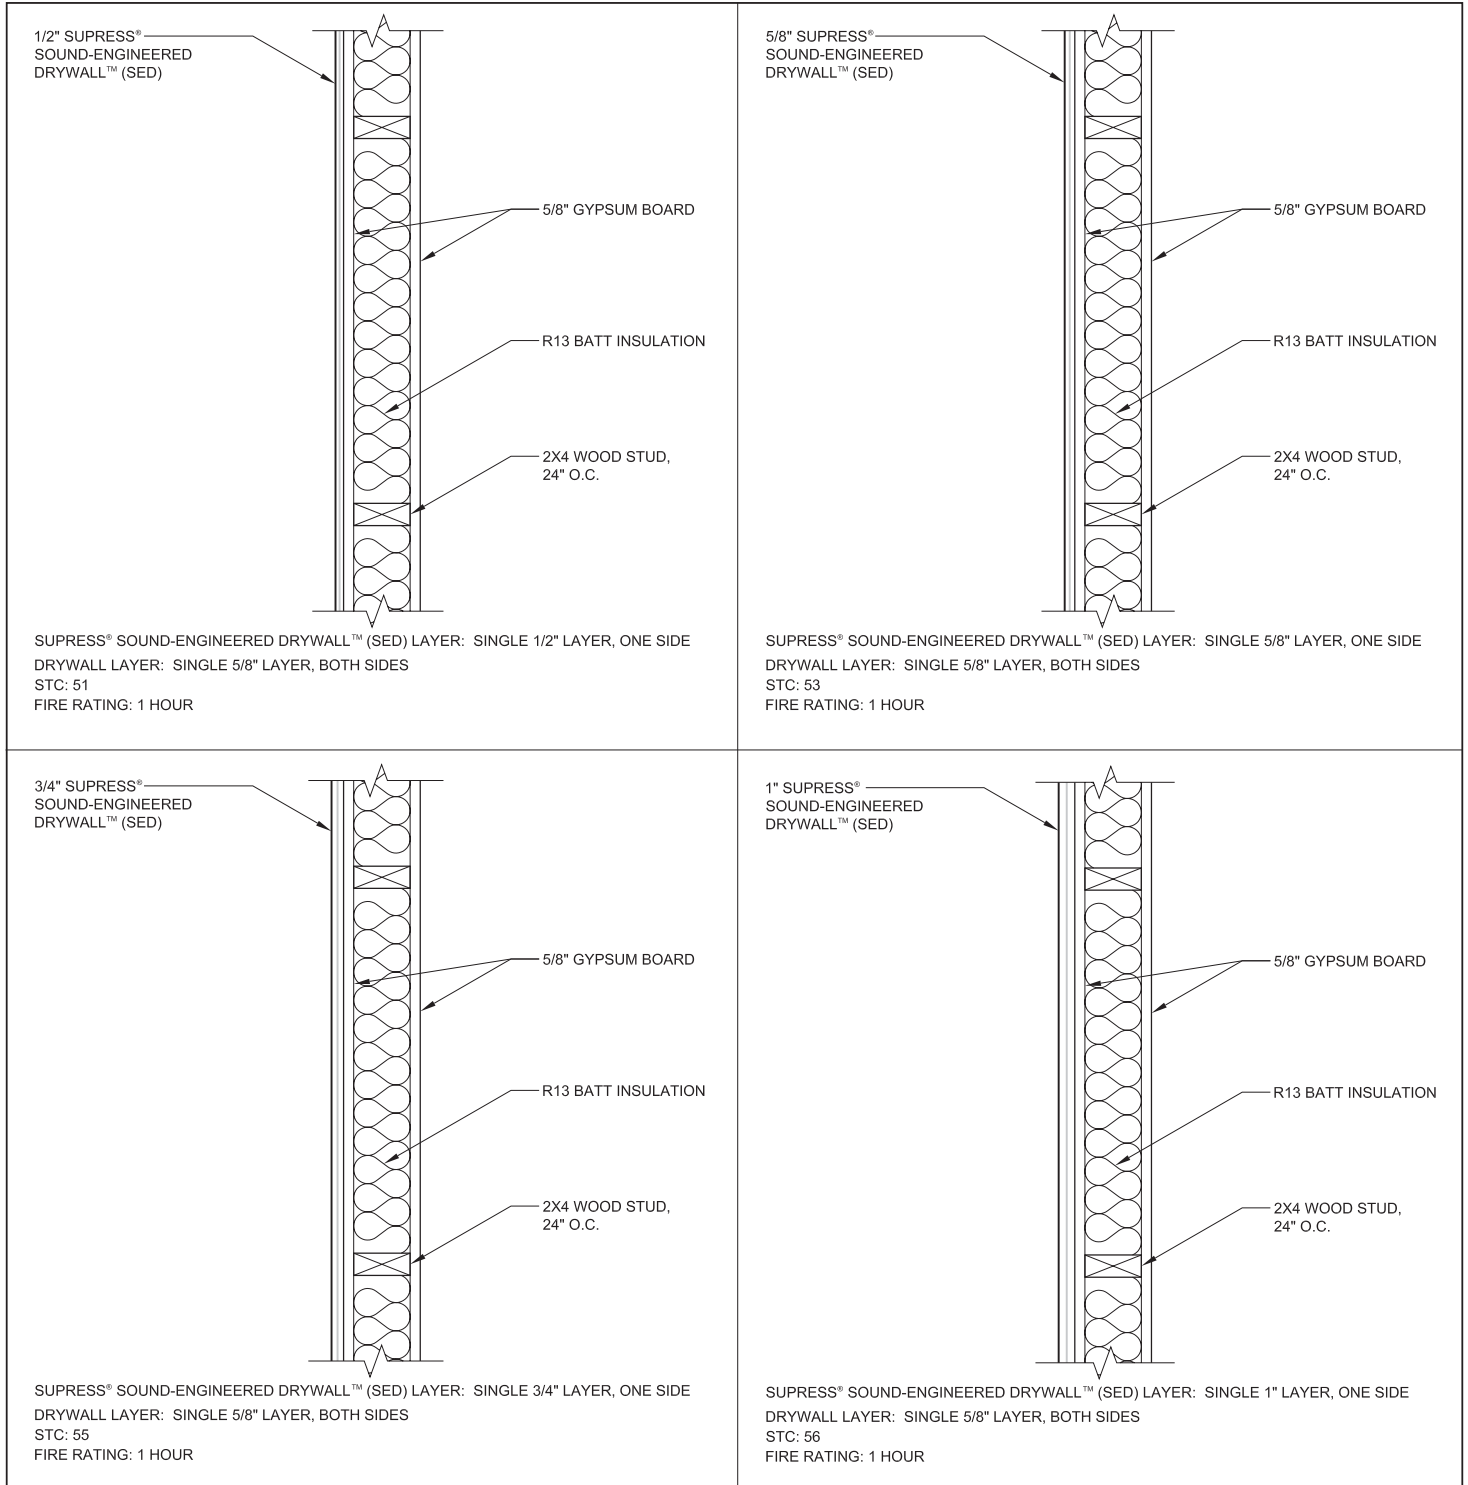 1/2" SUPRESS®
SOUND-ENGINEERED
DRYWALL™ (SED)
5/8" GYPSUM BOARD
R13 BATT INSULATION
2X4 WOOD STUD,
24" O.C.
SUPRESS® SOUND-ENGINEERED DRYWALL™ (SED) LAYER: SINGLE 1/2" LAYER, ONE SIDE
DRYWALL LAYER: SINGLE 5/8" LAYER, BOTH SIDES
STC: 51
FIRE RATING: 1 HOUR
5/8" SUPRESS®
SOUND-ENGINEERED
DRYWALL™ (SED)
5/8" GYPSUM BOARD
R13 BATT INSULATION
2X4 WOOD STUD,
24" O.C.
SUPRESS® SOUND-ENGINEERED DRYWALL™ (SED) LAYER: SINGLE 5/8" LAYER, ONE SIDE
DRYWALL LAYER: SINGLE 5/8" LAYER, BOTH SIDES
STC: 53
FIRE RATING: 1 HOUR
3/4" SUPRESS®
SOUND-ENGINEERED
DRYWALL™ (SED)
5/8" GYPSUM BOARD
R13 BATT INSULATION
2X4 WOOD STUD,
24" O.C.
SUPRESS® SOUND-ENGINEERED DRYWALL™ (SED) LAYER: SINGLE 3/4" LAYER, ONE SIDE
DRYWALL LAYER: SINGLE 5/8" LAYER, BOTH SIDES
STC: 55
FIRE RATING: 1 HOUR
1" SUPRESS®
SOUND-ENGINEERED
DRYWALL™ (SED)
5/8" GYPSUM BOARD
R13 BATT INSULATION
2X4 WOOD STUD,
24" O.C.
SUPRESS® SOUND-ENGINEERED DRYWALL™ (SED) LAYER: SINGLE 1" LAYER, ONE SIDE
DRYWALL LAYER: SINGLE 5/8" LAYER, BOTH SIDES
STC: 56
FIRE RATING: 1 HOUR